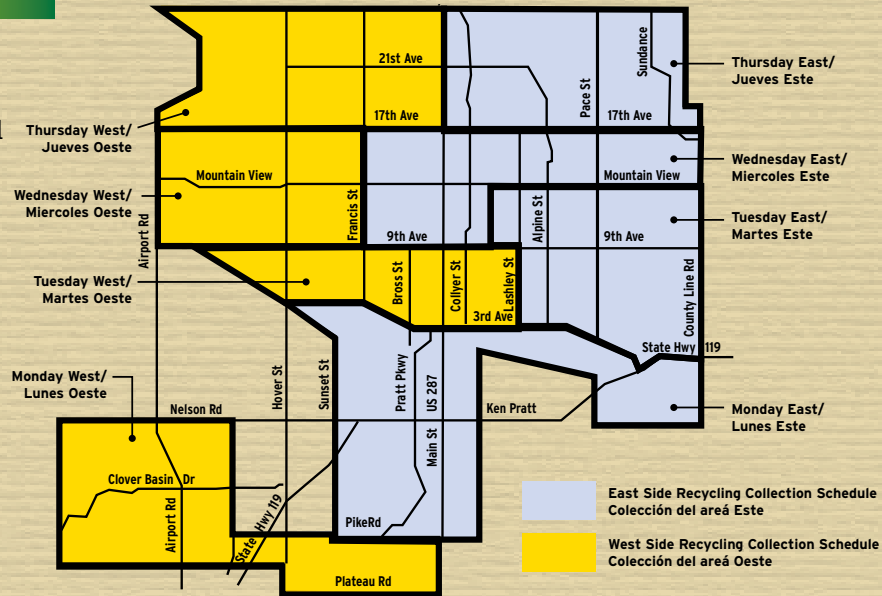 21st Ave
Sundance
Thursday East/
Jueves Este
Pace St
17th Ave
17th Ave
Thursday West/
Jueves Oeste
Wednesday East/
Miercoles Este
Mountain View
Mountain View
Wednesday West/
Miercoles Oeste
Francis St
Alpine St
Tuesday East/
Martes Este
Airport Rd
9th Ave
9th Ave
Tuesday West/
Martes Oeste
Bross St
Collyer St
Lashley St
County Line Rd
3rd Ave
State Hwy 119
Monday West/
Lunes Oeste
Hover St
Sunset St
Pratt Pkwy
US 287
Nelson Rd
Ken Pratt
Monday East/
Lunes Este
Main St
Clover Basin Dr
Airport Rd
State Hwy 119
PikeRd
Plateau Rd
East Side Recycling Collection Schedule
Colección del areá Este
West Side Recycling Collection Schedule
Colección del areá Oeste